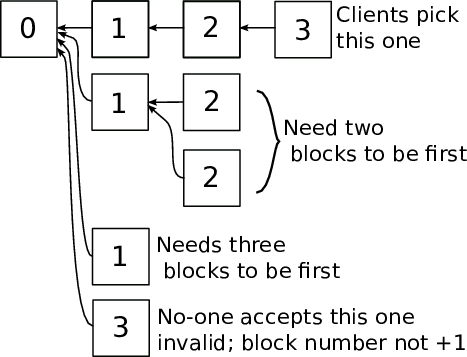 0 1 2 3 Clients pick
this one
1 2
2
Need two
blocks to be first
1 Needs three
blocks to be first
3 No-one accepts this one
invalid; block number not +1